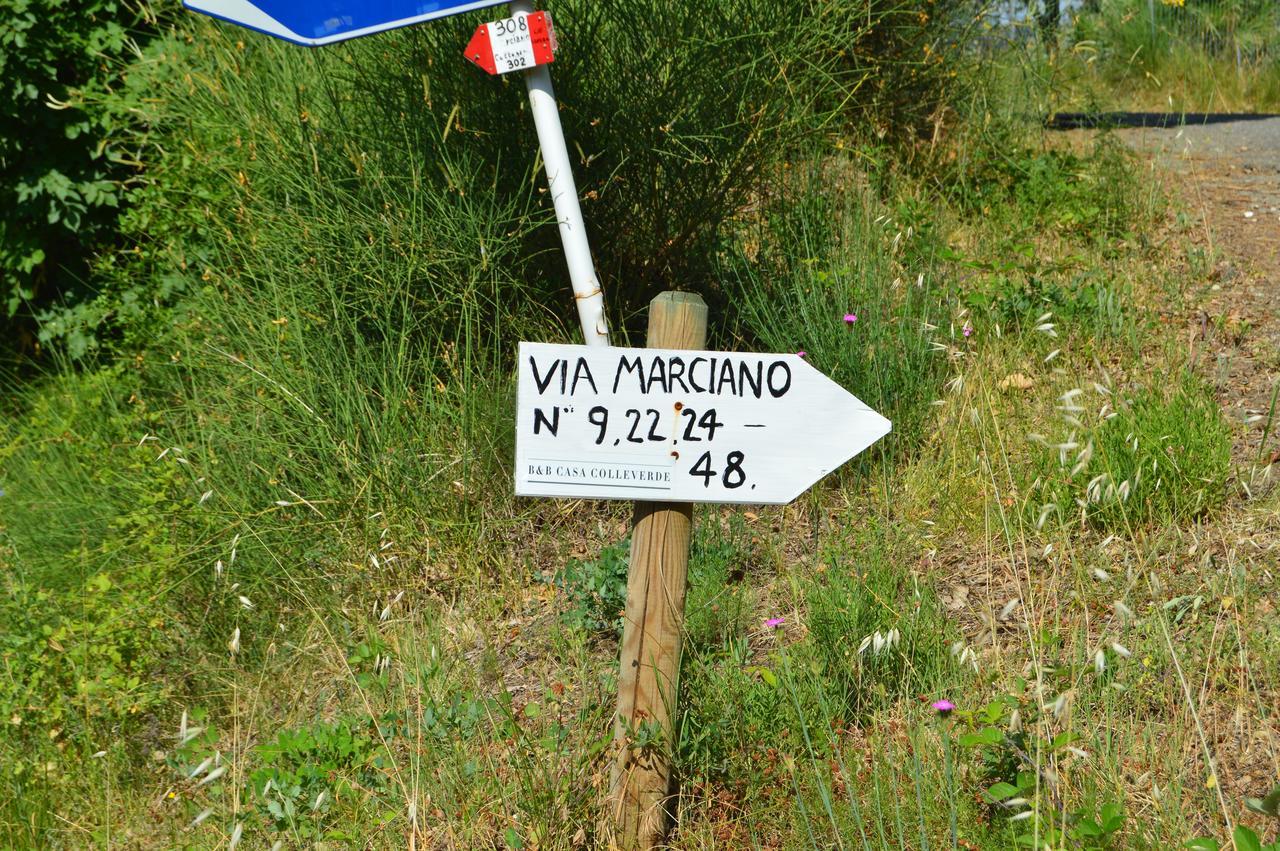 308
302
VIA MARCIANO
N° 9,22,24 –
48.
B&B CASA COLLEVERDE